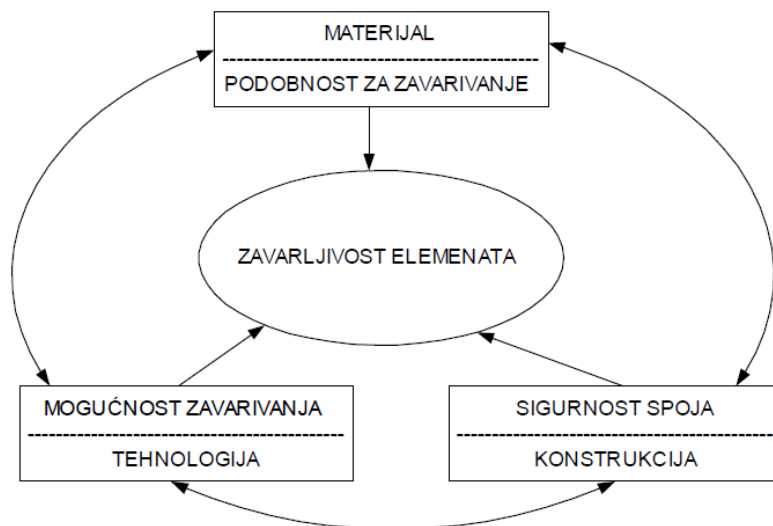 MATERIJAL
PODOBNOST ZA ZAVARIVANJE
ZAVARLJIVOST ELEMENATA
MOGUĆNOST ZAVARIVANJA
TEHNOLOGIJA
SIGURNOST SPOJA
KONSTRUKCIJA